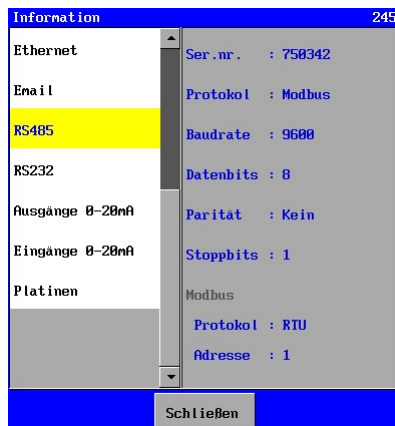 Information 245
Ethernet
Email
RS485
RS232
Ausgänge 0-20mA
Eingänge 0-20mA
Platinen
Ser.nr. : 750342
Protokol : Modbus
Baudrate : 9600
Datenbits : 8
Parität : Kein
Stoppbits : 1
Modbus
Protokol : RTU
Adresse : 1
Schließen